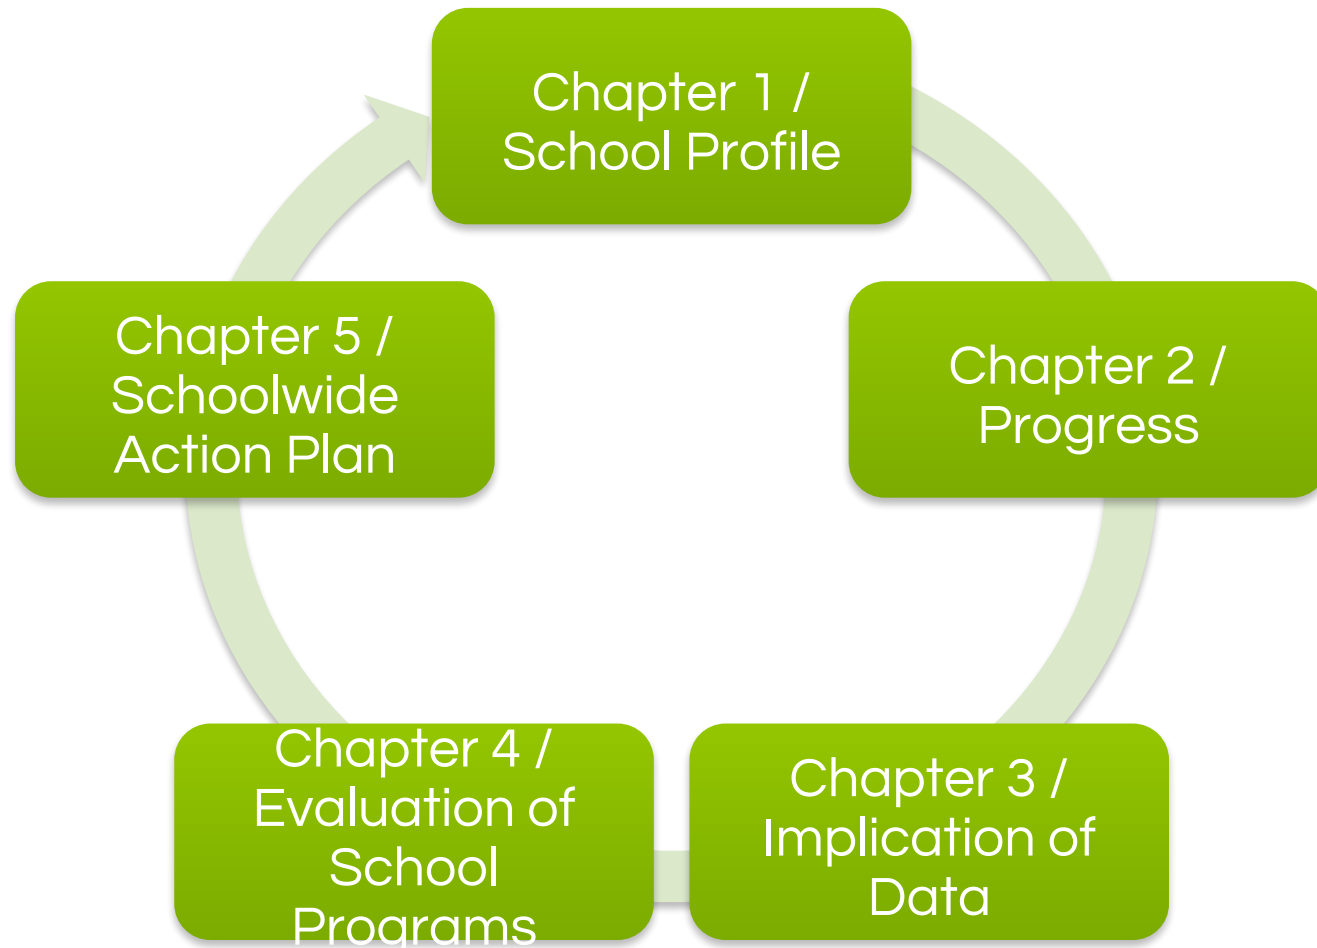 Chapter 1 /
School Profile
Chapter 2 /
Progress
Chapter 3 /
Implication of
Data
Chapter 4 /
Evaluation of
School
Programs
Chapter 5 /
Schoolwide
Action Plan